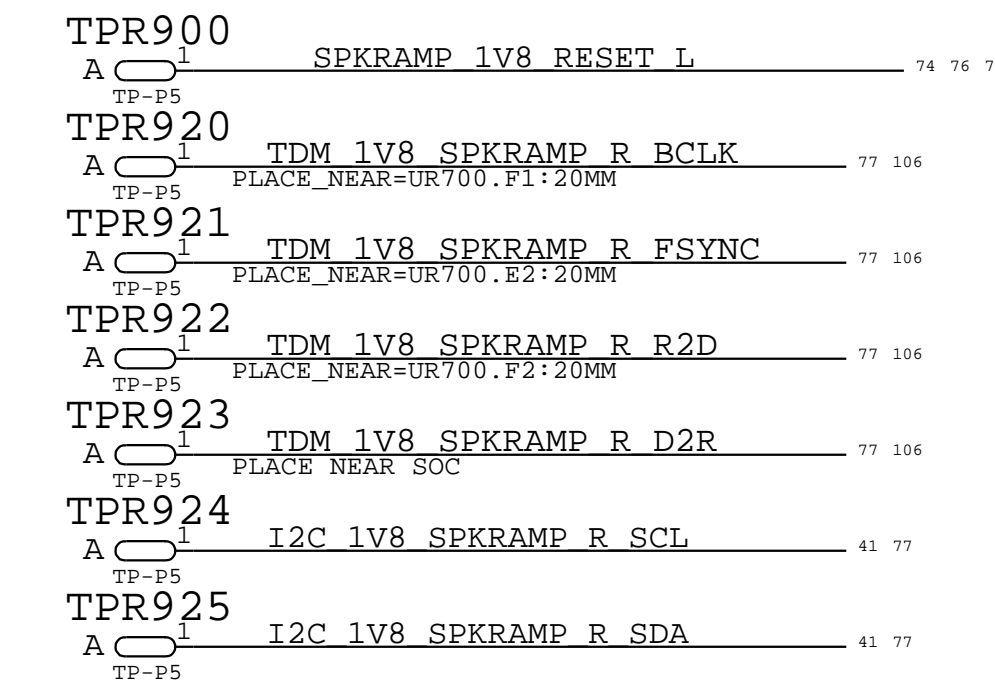 TPR900
1
A SPKRAMP_1V8_RESET_L 74 76 7
TP-P5
TPR920
1
A TDM_1V8_SPKRAMP_R_BCLK 77 106
PLACE_NEAR=UR700.F1:20MM
TP-P5
TPR921
1
A TDM_1V8_SPKRAMP_R_FSYNC 77 106
PLACE_NEAR=UR700.E2:20MM
TP-P5
TPR922
1
A TDM_1V8_SPKRAMP_R_R2D 77 106
PLACE_NEAR=UR700.F2:20MM
TP-P5
TPR923
1
A TDM_1V8_SPKRAMP_R_D2R 77 106
PLACE NEAR SOC
TP-P5
TPR924
1
A I2C_1V8_SPKRAMP_R_SCL 41 77
TP-P5
TPR925
1
A I2C_1V8_SPKRAMP_R_SDA 41 77
TP-P5